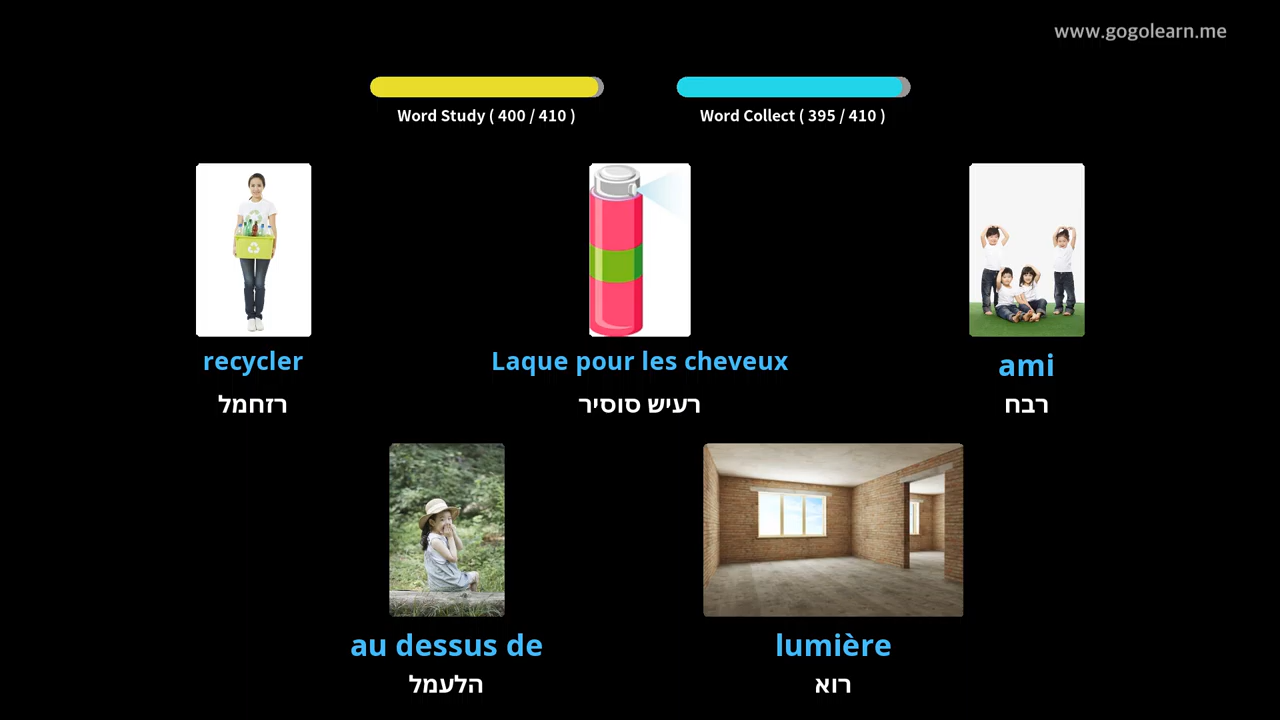 www.gogolearn.me
Word Study ( 400 / 410 )
Word Collect ( 395 / 410 )
recycler
Laque pour les cheveux
ami
רזחמל
רעיש סוסיר
רבח
au dessus de
lumière
הלעמל
רוא